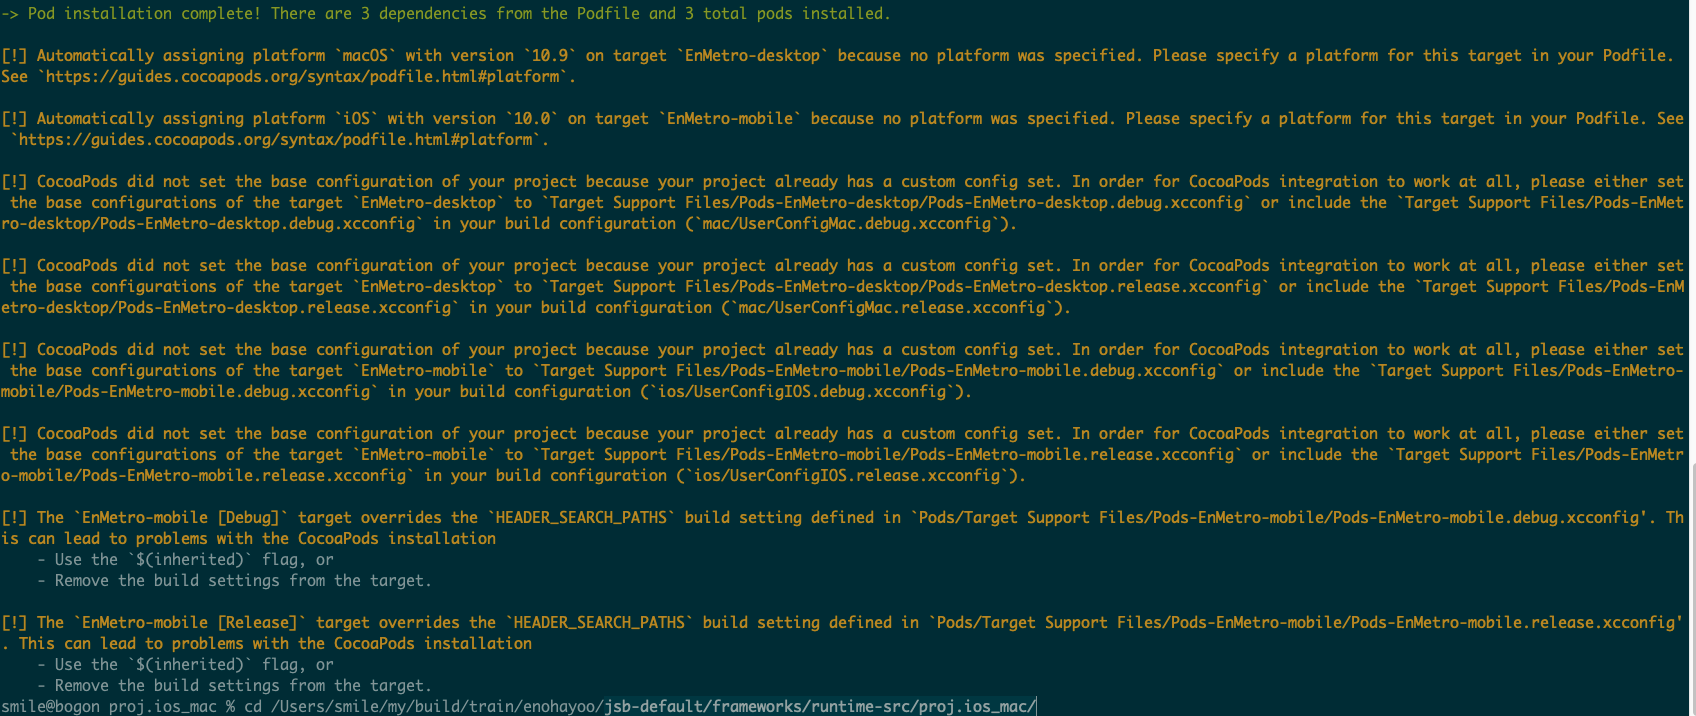 -> Pod installation complete! There are 3 dependencies from the Podfile and 3 total pods installed.
[!] Automatically assigning platform `macOS` with version `10.9` on target `EnMetro-desktop` because no platform was specified. Please specify a platform for this target in your Podfile.
See `https://guides.cocoapods.org/syntax/podfile.html#platform`.
[!] Automatically assigning platform `iOS` with version `10.0` on target `EnMetro-mobile` because no platform was specified. Please specify a platform for this target in your Podfile. See
`https://guides.cocoapods.org/syntax/podfile.html#platform`.
[!] CocoaPods did not set the base configuration of your project because your project already has a custom config set. In order for CocoaPods integration to work at all, please either set
the base configurations of the target `EnMetro-desktop` to `Target Support Files/Pods-EnMetro-desktop/Pods-EnMetro-desktop.debug.xcconfig` or include the `Target Support Files/Pods-EnMet
ro-desktop/Pods-EnMetro-desktop.debug.xcconfig` in your build configuration (`mac/UserConfigMac.debug.xcconfig`).
[!] CocoaPods did not set the base configuration of your project because your project already has a custom config set. In order for CocoaPods integration to work at all, please either set
the base configurations of the target `EnMetro-desktop` to `Target Support Files/Pods-EnMetro-desktop/Pods-EnMetro-desktop.release.xcconfig` or include the `Target Support Files/Pods-EnM
etro-desktop/Pods-EnMetro-desktop.release.xcconfig` in your build configuration (`mac/UserConfigMac.release.xcconfig`).
[!] CocoaPods did not set the base configuration of your project because your project already has a custom config set. In order for CocoaPods integration to work at all, please either set
the base configurations of the target `EnMetro-mobile` to `Target Support Files/Pods-EnMetro-mobile/Pods-EnMetro-mobile.debug.xcconfig` or include the `Target Support Files/Pods-EnMetro-
mobile/Pods-EnMetro-mobile.debug.xcconfig` in your build configuration (`ios/UserConfigIOS.debug.xcconfig`).
[!] CocoaPods did not set the base configuration of your project because your project already has a custom config set. In order for CocoaPods integration to work at all, please either set
the base configurations of the target `EnMetro-mobile` to `Target Support Files/Pods-EnMetro-mobile/Pods-EnMetro-mobile.release.xcconfig` or include the `Target Support Files/Pods-EnMetr
o-mobile/Pods-EnMetro-mobile.release.xcconfig` in your build configuration (`ios/UserConfigIOS.release.xcconfig`).
[!] The `EnMetro-mobile [Debug]` target overrides the `HEADER_SEARCH_PATHS` build setting defined in `Pods/Target Support Files/Pods-EnMetro-mobile/Pods-EnMetro-mobile.debug.xcconfig'. Th
is can lead to problems with the CocoaPods installation
- Use the `$(inherited)` flag, or
- Remove the build settings from the target.
[!] The `EnMetro-mobile [Release]` target overrides the `HEADER_SEARCH_PATHS` build setting defined in `Pods/Target Support Files/Pods-EnMetro-mobile/Pods-EnMetro-mobile.release.xcconfig'
. This can lead to problems with the CocoaPods installation
- Use the `$(inherited)` flag, or
- Remove the build settings from the target.
smile@bogon proj.ios_mac % cd /Users/smile/my/build/train/enohayoo/jsb-default/frameworks/runtime-src/proj.ios_mac/